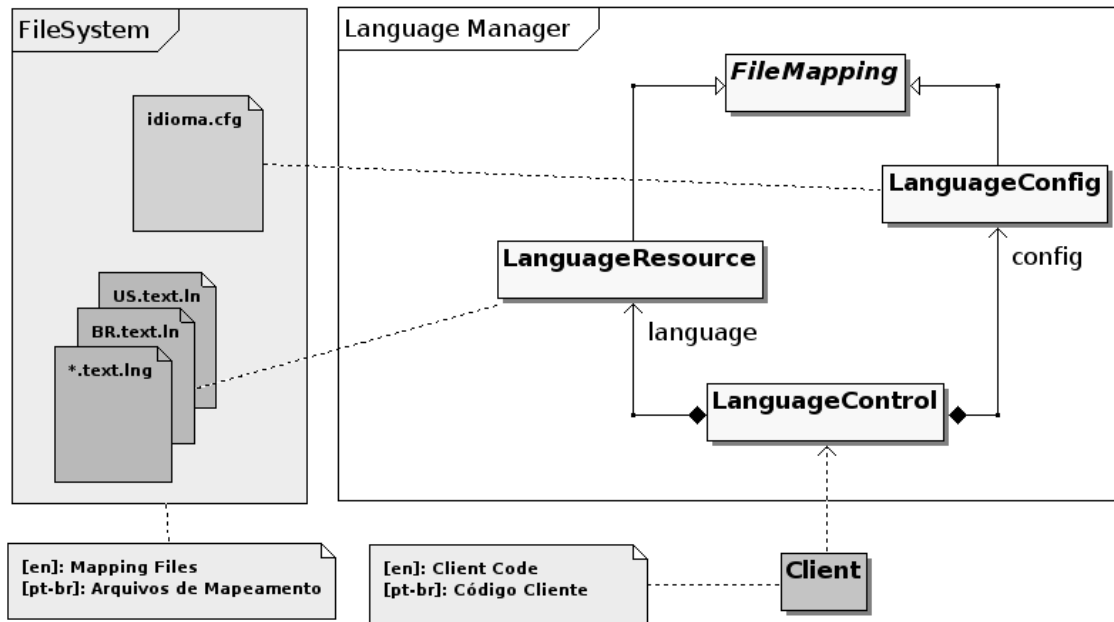 FileSystem
idioma.cfg
US.text.ln
BR.text.ln
*.text.lng
Language Manager
FileMapping
LanguageConfig
LanguageResource
config
language
LanguageControl
[en]: Mapping Files
[pt-br]: Arquivos de Mapeamento
[en]: Client Code
[pt-br]: Código Cliente
Client